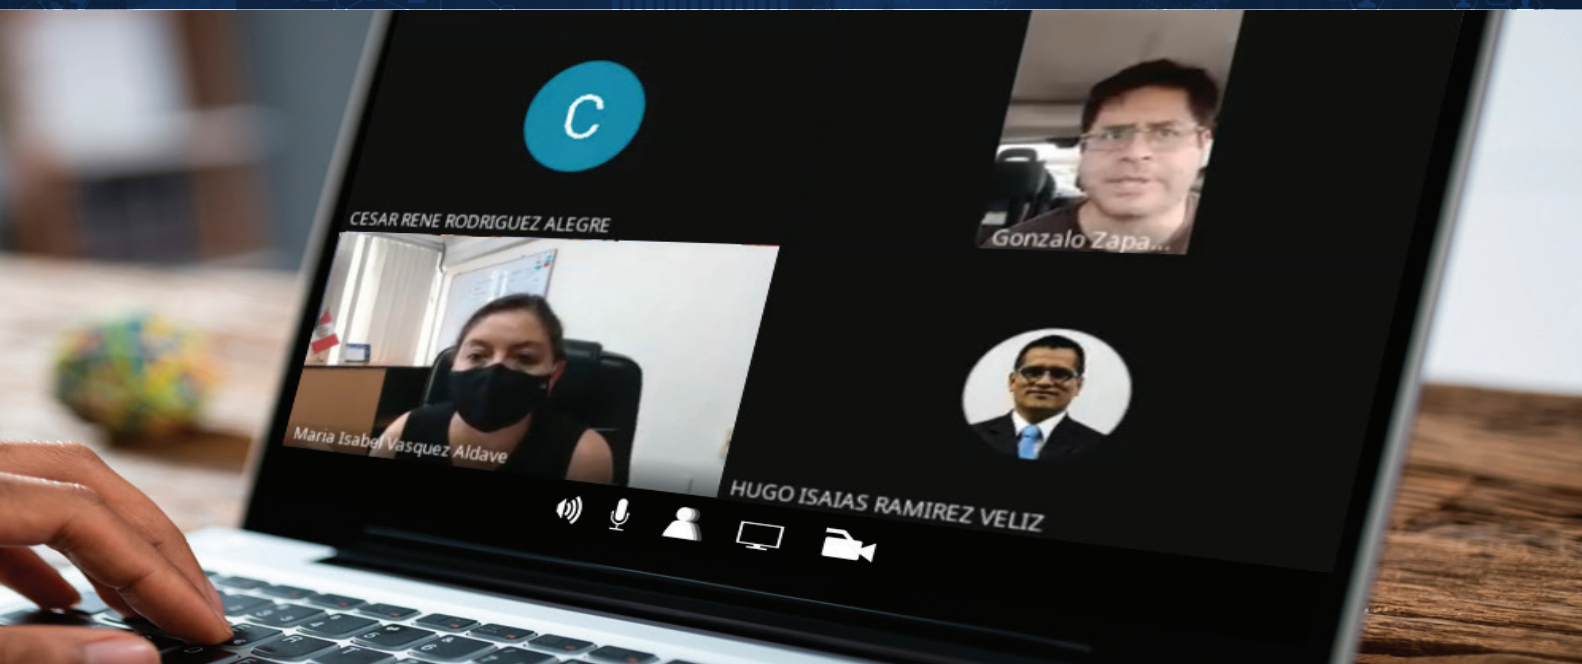 C
CESAR RENE RODRIGUEZ ALEGRE
Gonzalo Zapa...
Maria Isabel Vasquez Aldave
HUGO ISAIAS RAMIREZ VELIZ